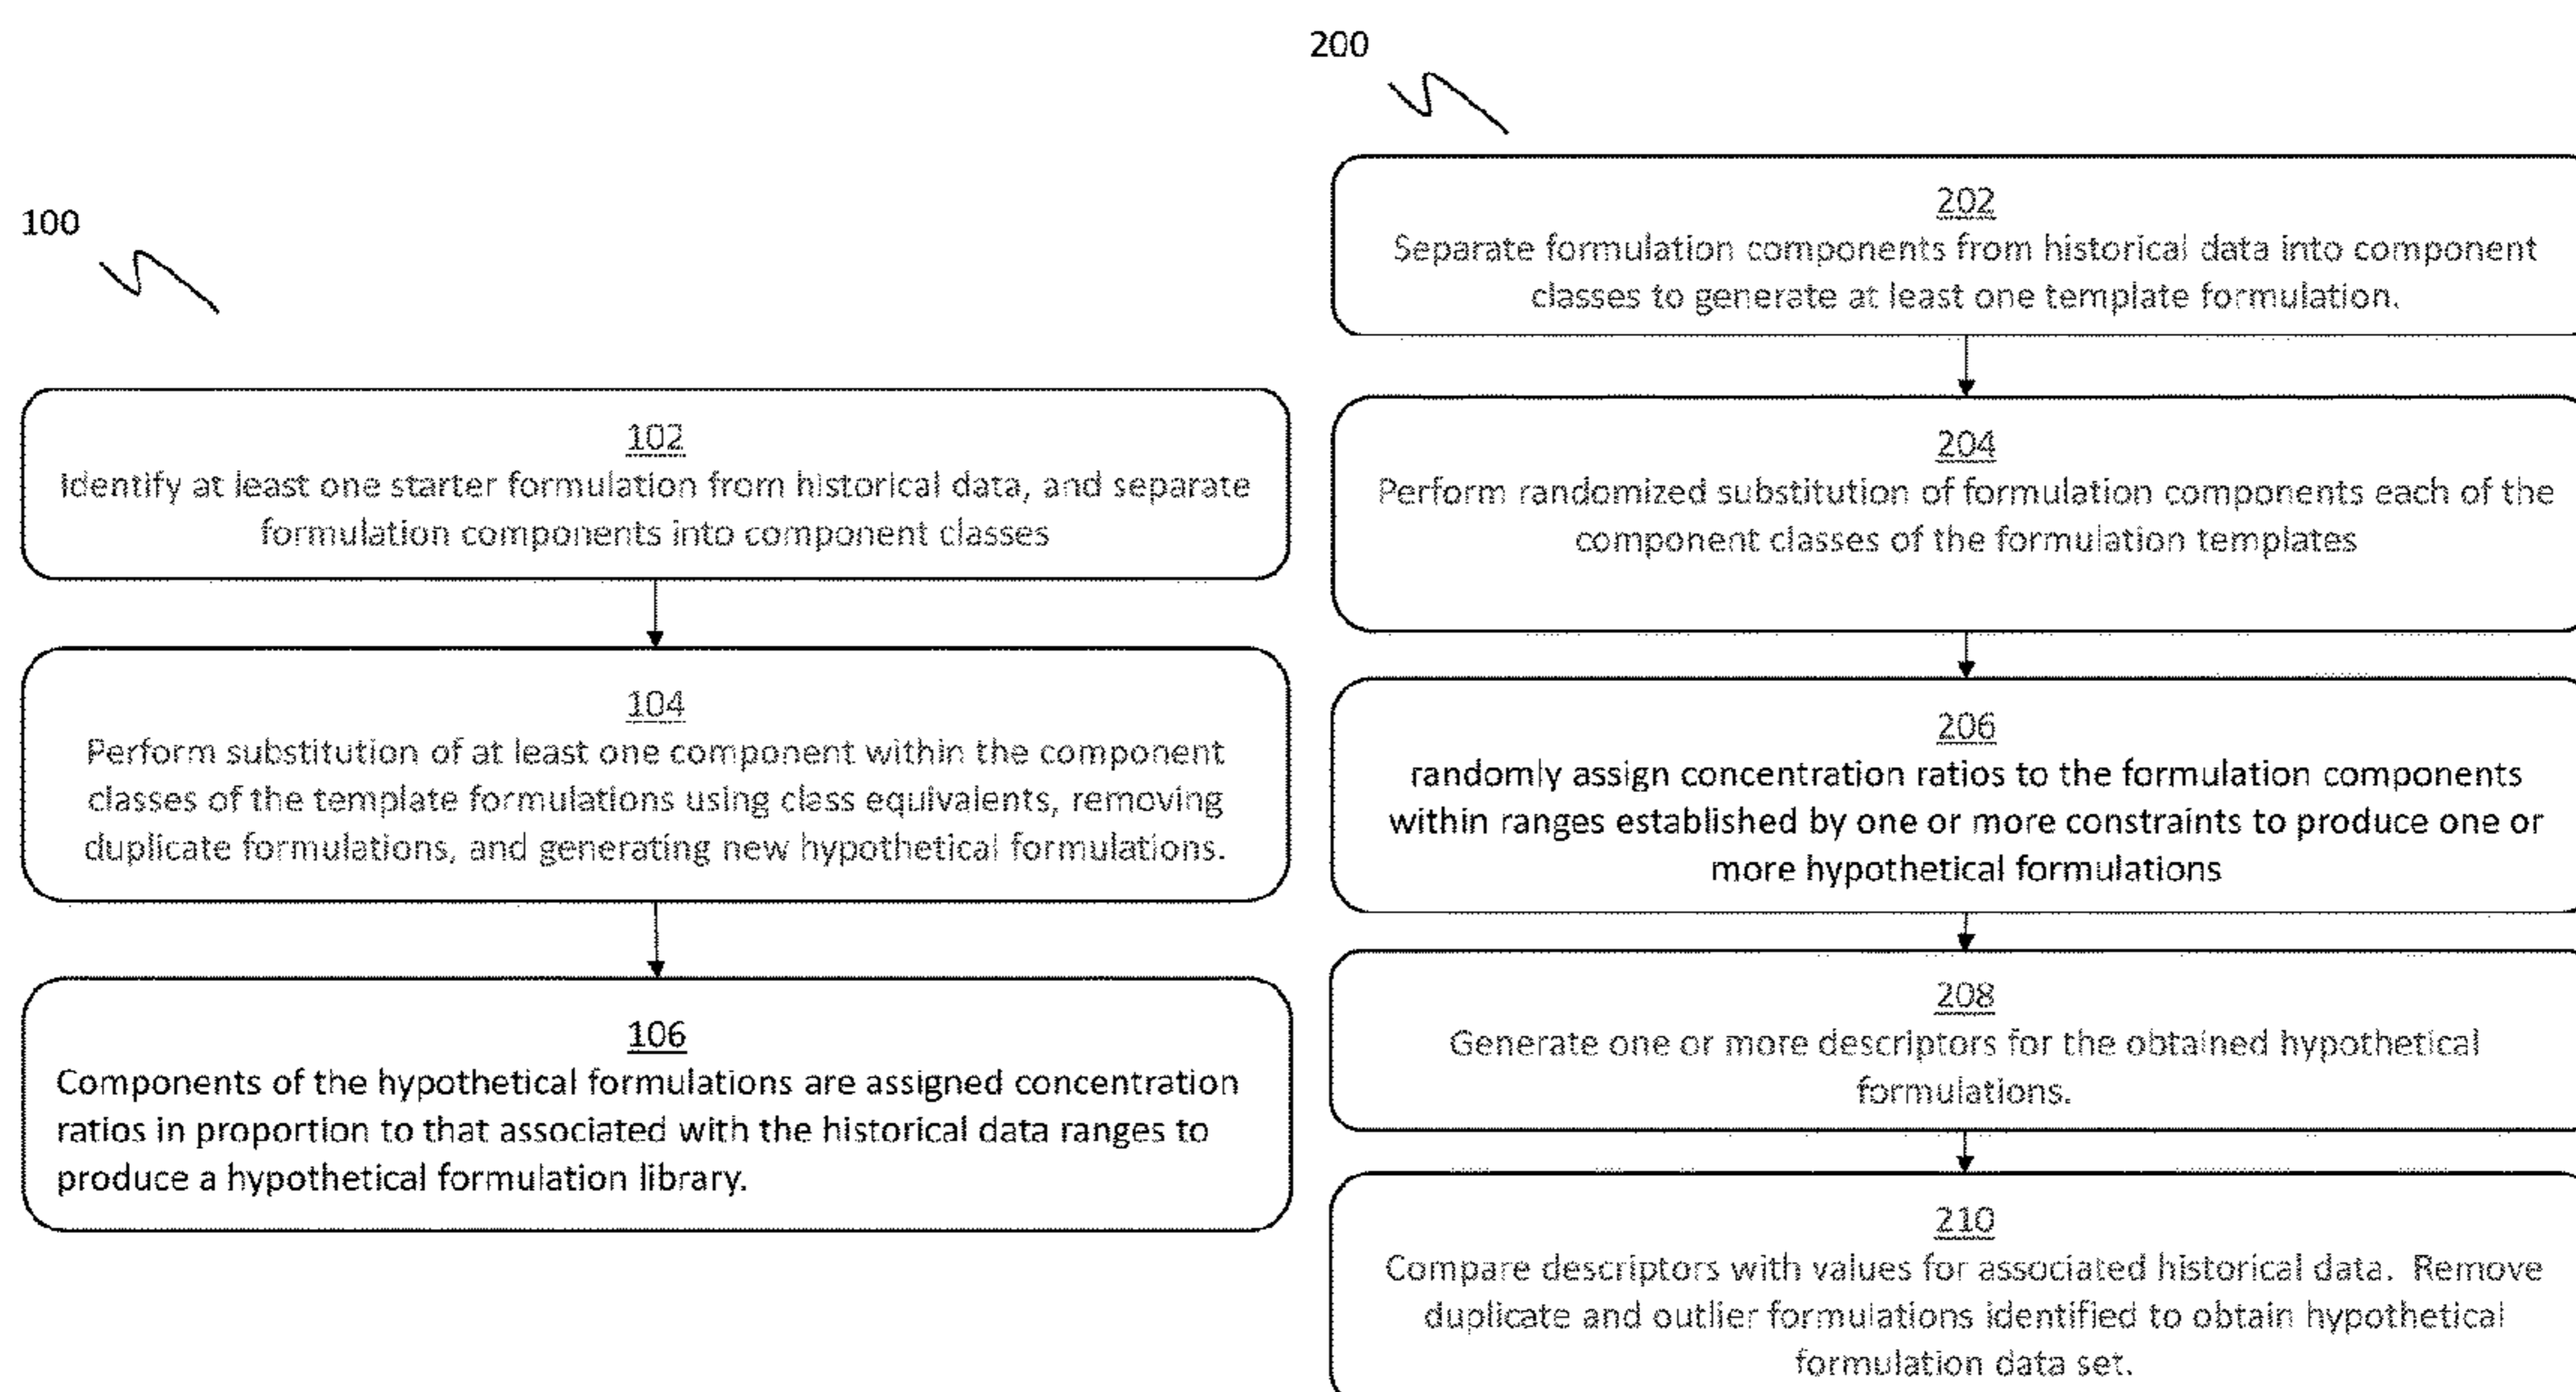 100
102
Identify at least one starter formulation from historical data, and separate
formulation components into component classes
104
Perform substitution of at least one component within the component
classes of the template formulations using class equivalents, removing
duplicate formulations, and generating new hypothetical formulations.
106
Components of the hypothetical formulations are assigned concentration
ratios in proportion to that associated with the historical data ranges to
produce a hypothetical formulation library.
200
202
Separate formulation components from historical data into component
classes to generate at least one template formulation.
204
Perform randomized substitution of formulation components each of the
component classes of the formulation templates
206
randomly assign concentration ratios to the formulation components
within ranges established by one or more constraints to produce one or
more hypothetical formulations
208
Generate one or more descriptors for the obtained hypothetical
formulations.
210
Compare descriptors with values for associated historical data. Remove
duplicate and outlier formulations identified to obtain hypothetical
formulation data set.